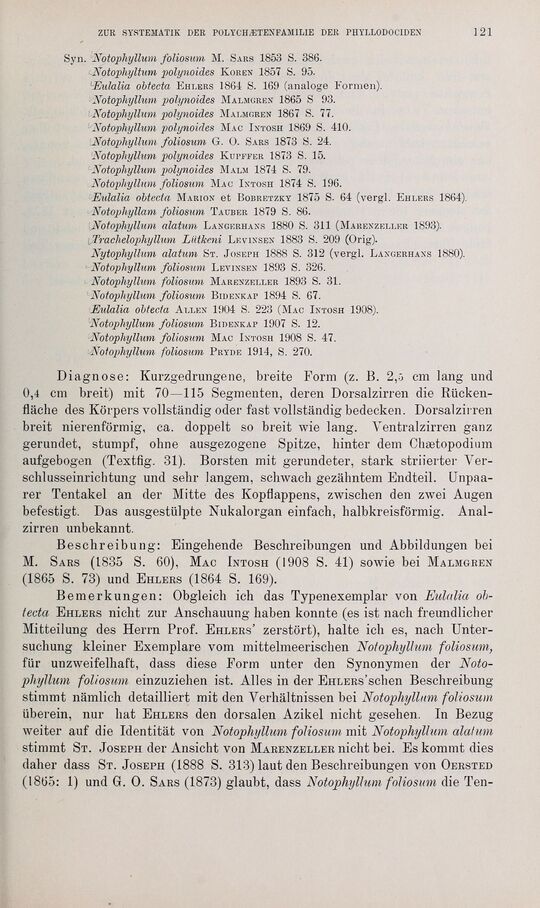 ZUR SYSTEMATIK DER POLYCHÆTENFAMILIE DER PHYLLODOCIDEN 121
Syn. Notophyllum foliosum M. SARS 1853 S. 386.
Notophyltum polynoides KOREN 1857 S. 95.
Eulalia obtecta EHLERS 1864 S. 169 (analoge Formen).
Notophyllum polynoides MALMGREN 1865 S 93.
Notophyllum polynoides MALMGREN 1867 S. 77.
Notophyllum polynoides MAC INTOSH 1869 S. 410.
Notophyllum foliosum G. O. SARS 1873 S. 24.
Notophyllum polynoides KUPFFER 1873 S. 15.
Notophyllum polynoides MALM 1874 S. 79.
Notophyllum foliosum MAC INTOSH 1874 S. 196.
Eulalia obtecta MARION et BOBRETZKY 1875 S. 64 (vergl. EHLERS 1864).
Notophyllam foliosum TAUBER 1879 S. 86.
Notophyllum alatum LANGERHANS 1880 S. 311 (MARENZELLER 1893).
Trachelophyllum Lütkeni LEVINSEN 1883 S. 209 (Orig).
Nytophyllum alatum ST. JOSEPH 1888 S. 312 (vergl. LANGERHANS 1880).
Notophyllum foliosum LEVINSEN 1893 S. 326.
Notophyllum foliosum MARENZELLER 1893 S. 31.
Notophyllum foliosum BIDENKAP 1894 S. 67.
Eulalia obtecta ALLEN 1904 S. 223 (MAC INTOSH 1908).
Notophyllum foliosum BIDENKAP 1907 S. 12.
Notophyllum foliosum MAC INTOSH 1908 S. 47.
Notophyllum foliosum PRYDE 1914, S. 270.
Diagnose: Kurzgedrungene, breite Form (z. B. 2,5 cm lang und
0,4 cm breit) mit 70—115 Segmenten, deren Dorsalzirren die Rücken-
fläche des Körpers vollständig oder fast vollständig bedecken. Dorsalzirren
breit nierenförmig, ca. doppelt so breit wie lang. Ventralzirren ganz
gerundet, stumpf, ohne ausgezogene Spitze, hinter dem Chætopodium
aufgebogen (Textfig. 31). Borsten mit gerundeter, stark striierter Ver-
schlusseinrichtung und sehr langem, schwach gezähntem Endteil. Unpaa-
rer Tentakel an der Mitte des Kopflappens, zwischen den zwei Augen
befestigt. Das ausgestülpte Nukalorgan einfach, halbkreisförmig. Anal-
zirren unbekannt.
Beschreibung: Eingehende Beschreibungen und Abbildungen bei
M. SARS (1835 S. 60), MAC INTOSH (1908 S. 41) sowie bei MALMGREN
(1865 S. 73) und EHLERS (1864 S. 169).
Bemerkungen: Obgleich ich das Typenexemplar von Eulalia ob-
tecta EHLERS nicht zur Anschauung haben konnte (es ist nach freundlicher
Mitteilung des Herrn Prof. EHLERS' zerstört), halte ich es, nach Unter-
suchung kleiner Exemplare vom mittelmeerischen Notophyllum foliosum,
für unzweifelhaft, dass diese Form unter den Synonymen der Noto-
phyllum foliosum einzuziehen ist. Alles in der EHLERS'schen Beschreibung
stimmt nämlich detailliert mit den Verhältnissen bei Notophyllum foliosum
überein, nur hat EHLERS den dorsalen Azikel nicht gesehen. In Bezug
weiter auf die Identität von Notophyllum foliosum mit Notophyllum alatum
stimmt ST. JOSEPH der Ansicht von MARENZELLER nicht bei. Es kommt dies
daher dass ST. JOSEPH (1888 S. 313) laut den Beschreibungen von OERSTED
(1865: 1) und G. O. SARS (1873) glaubt, dass Notophyllum foliosum die Ten-